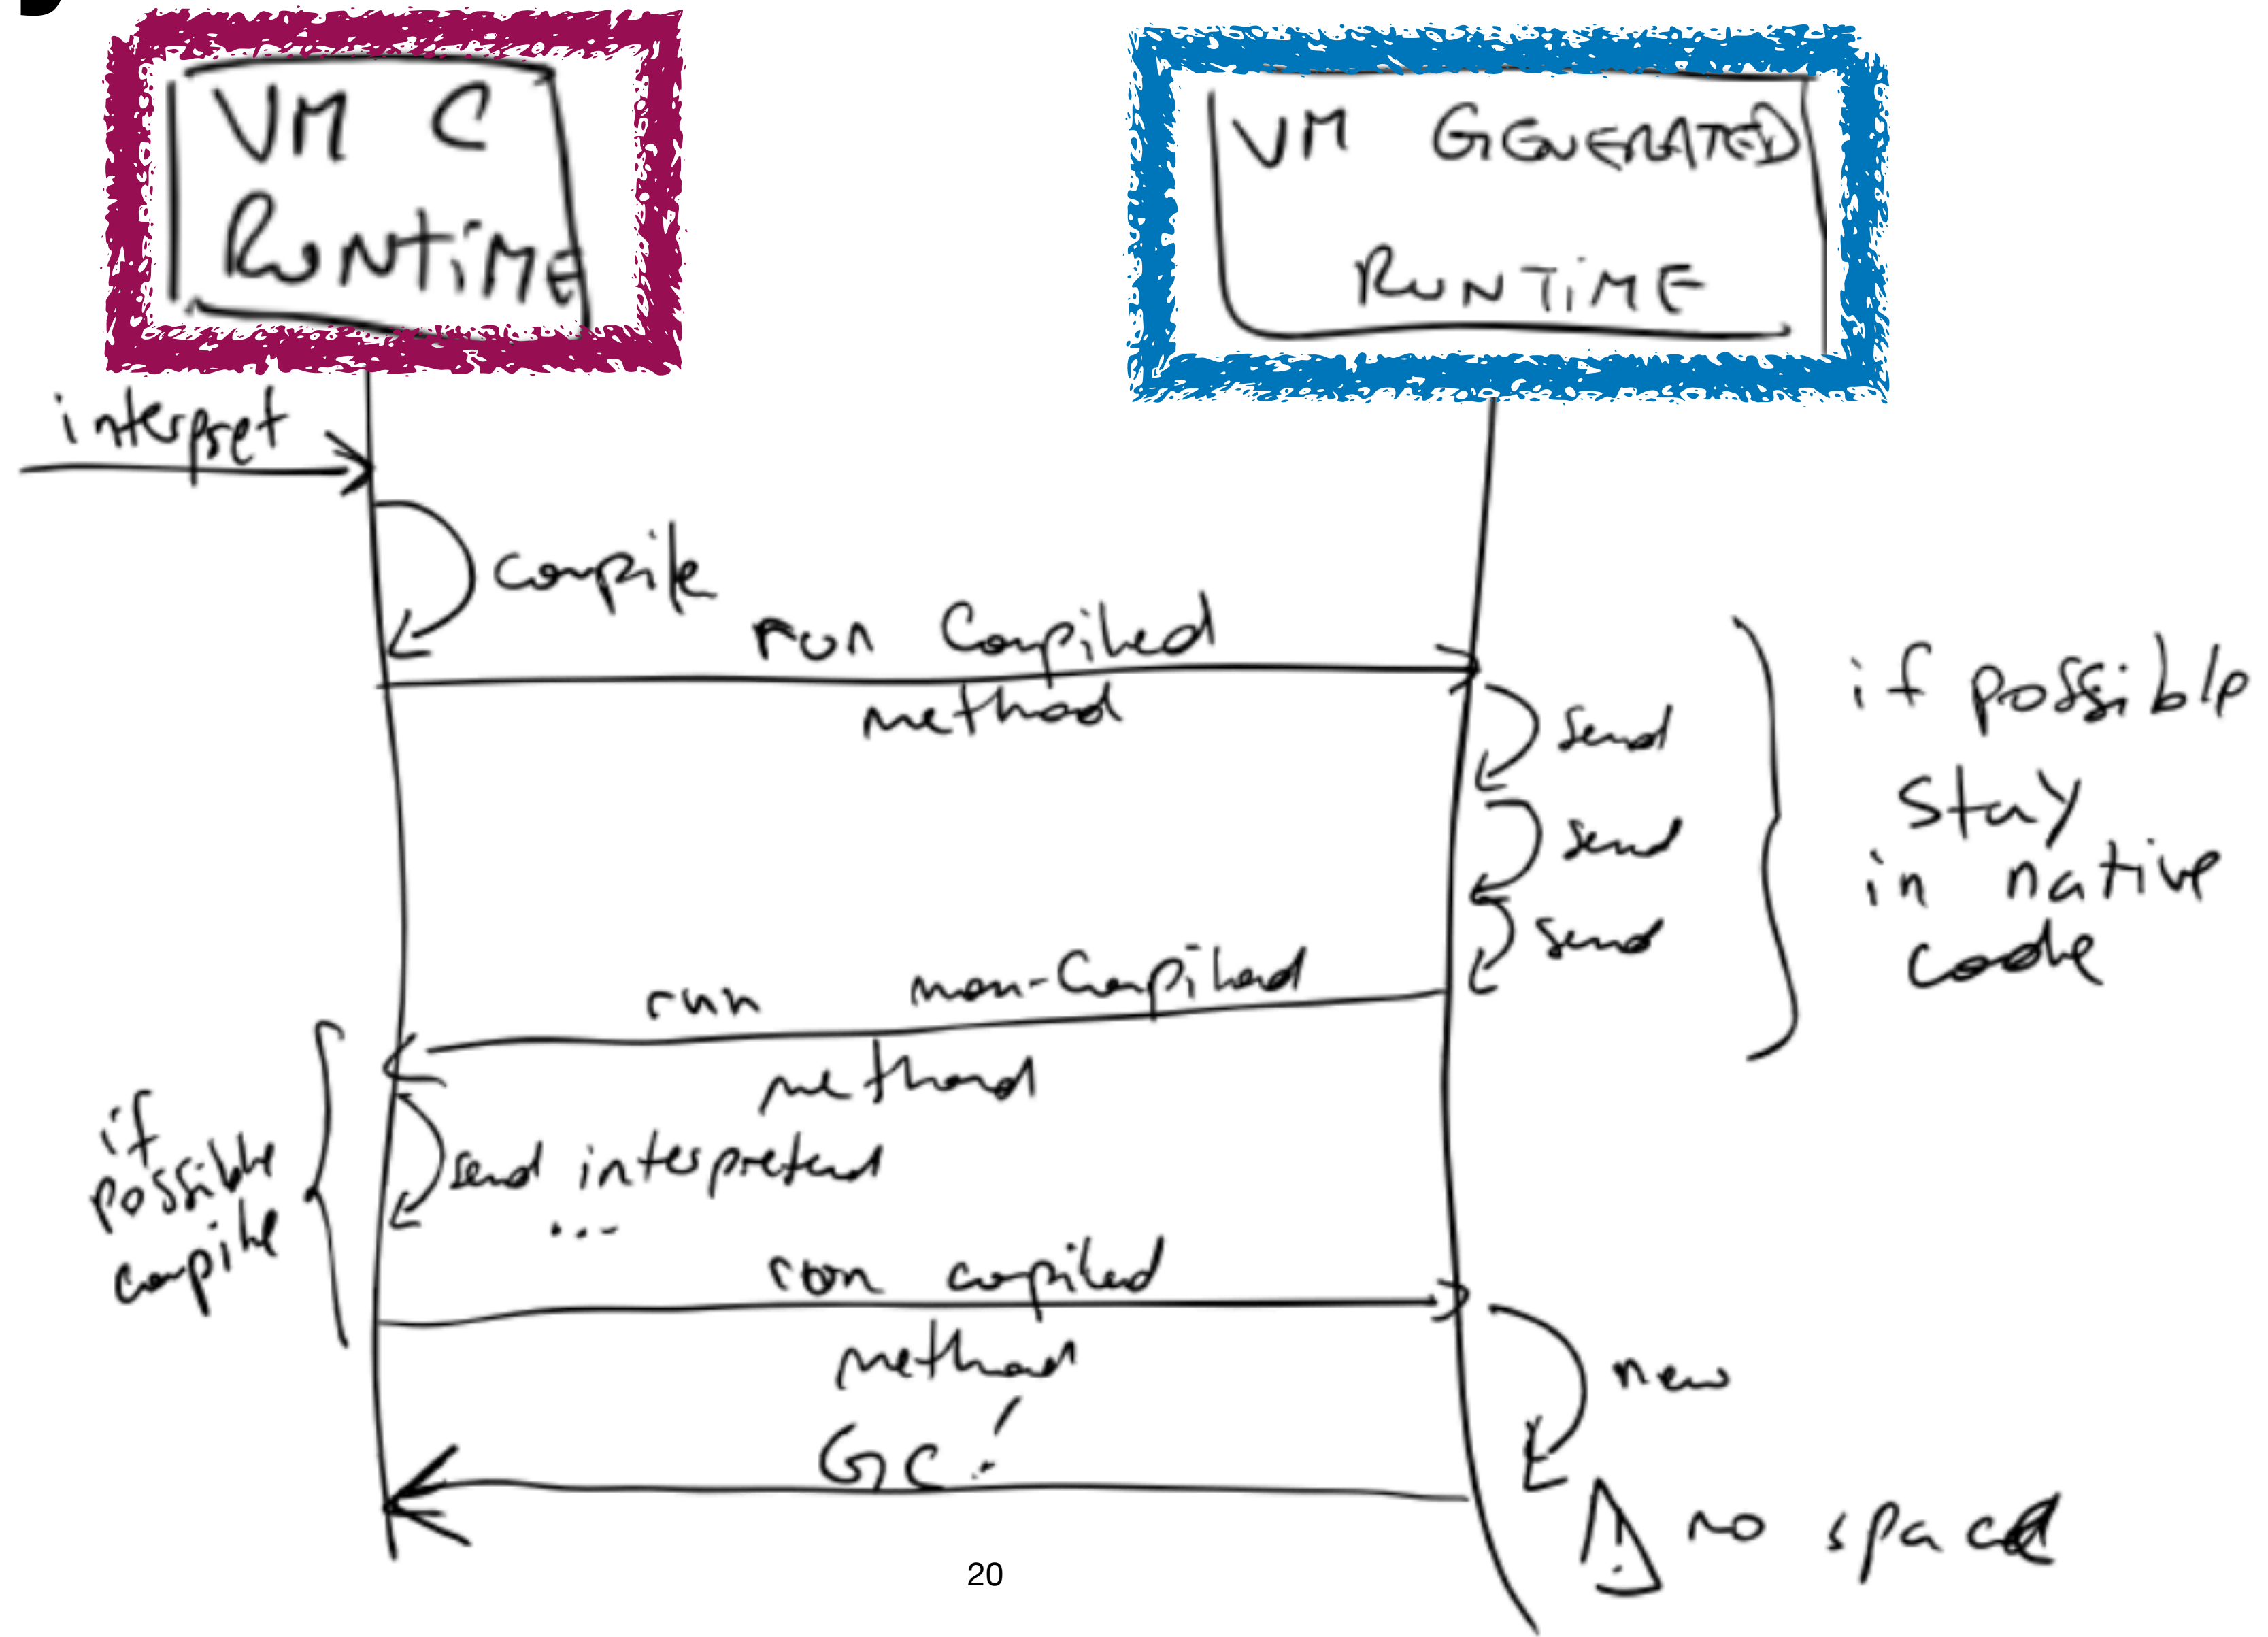 VM C
RUNTiME
VM GENERATED
RUNTiME
interpret
compile
run Compiled
method
send
send
send
if possible
stay
in native
code
run non-Compiled
method
if
possible
compile
send interpreted
...
run compiled
method
new
GC!
! no space
20